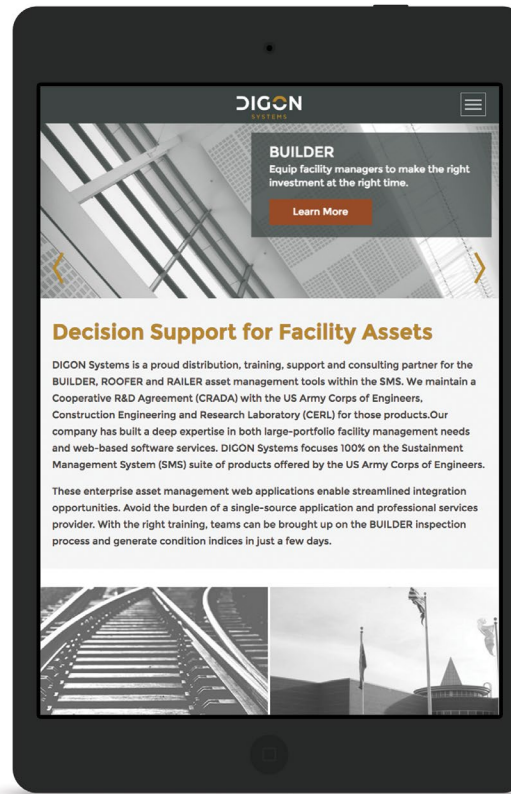 DIGON
SYSTEMS
BUILDER
Equip facility managers to make the right
investment at the right time.
Learn More
Decision Support for Facility Assets
DIGON Systems is a proud distribution, training, support and consulting partner for the
BUILDER, ROOFER and RAILER asset management tools within the SMS. We maintain a
Cooperative R&D Agreement (CRADA) with the US Army Corps of Engineers,
Construction Engineering and Research Laboratory (CERL) for those products.Our
company has built a deep expertise in both large-portfolio facility management needs
and web-based software services. DIGON Systems focuses 100% on the Sustainment
Management System (SMS) suite of products offered by the US Army Corps of Engineers.
These enterprise asset management web applications enable streamlined integration
opportunities. Avoid the burden of a single-source application and professional services
provider. With the right training, teams can be brought up on the BUILDER inspection
process and generate condition indices in just a few days.